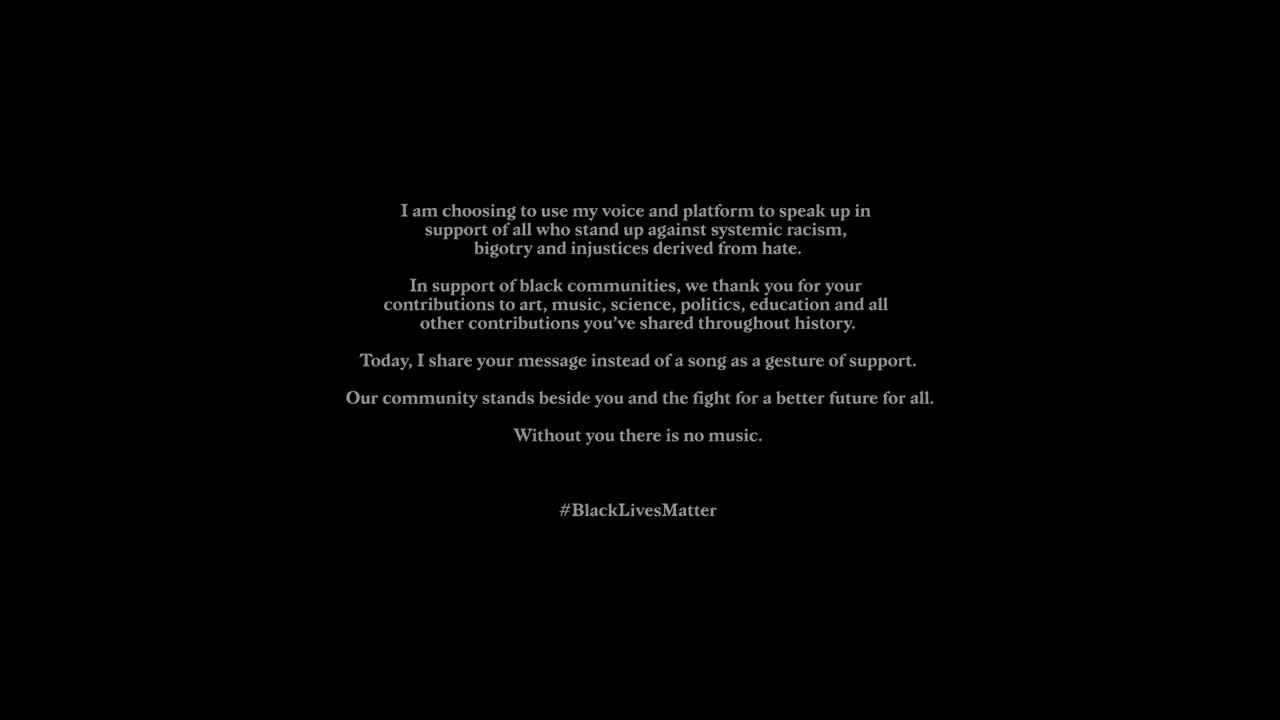 I am choosing to use my voice and platform to speak up in
support of all who stand up against systemic racism,
bigotry and injustices derived from hate.
In support of black communities, we thank you for your
contributions to art, music, science, politics, education and all
other contributions you’ve shared throughout history.
Today, I share your message instead of a song as a gesture of support.
Our community stands beside you and the fight for a better future for all.
Without you there is no music.
#BlackLivesMatter